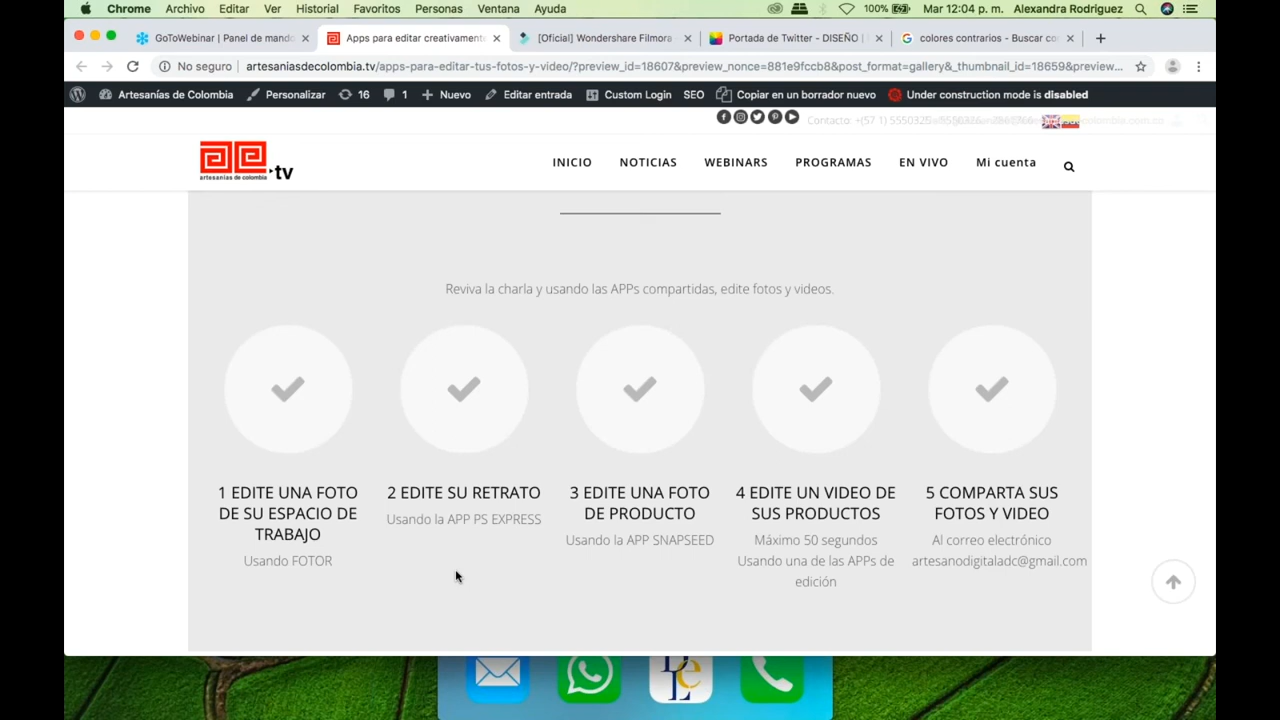 Chrome Archivo Editar Ver Historial Favoritos Personas Ventana Ayuda 100% Mar 12:04 p. m. Alexandra Rodriguez
GoToWebinar | Panel de mando Apps para editar creativament [Oficial] Wondershare Filmora Portada de Twitter - DISEÑO | colores contrarios - Buscar co
No seguro artesaniasdecolombia.tv/apps-para-editar-tus-fotos-y-video/?preview_id=18607&preview_nonce=881e9fccb8&post_format=gallery&_thumbnail_id=18659&preview...
Artesanías de Colombia Personalizar 16 1 Nuevo Editar entrada Custom Login SEO Copiar en un borrador nuevo Under construction mode is disabled
Contacto: +(57 1)
artesanías de colombia tv
INICIO NOTICIAS WEBINARS PROGRAMAS EN VIVO Mi cuenta
Reviva la charla y usando las APPs compartidas, edite fotos y videos.
1 EDITE UNA FOTO
DE SU ESPACIO DE
TRABAJO
Usando FOTOR
2 EDITE SU RETRATO
Usando la APP PS EXPRESS
3 EDITE UNA FOTO
DE PRODUCTO
Usando la APP SNAPSEED
4 EDITE UN VIDEO DE
SUS PRODUCTOS
Máximo 50 segundos
Usando una de las APPs de
edición
5 COMPARTA SUS
FOTOS Y VIDEO
Al correo electrónico
artesanodigitaladc@gmail.com